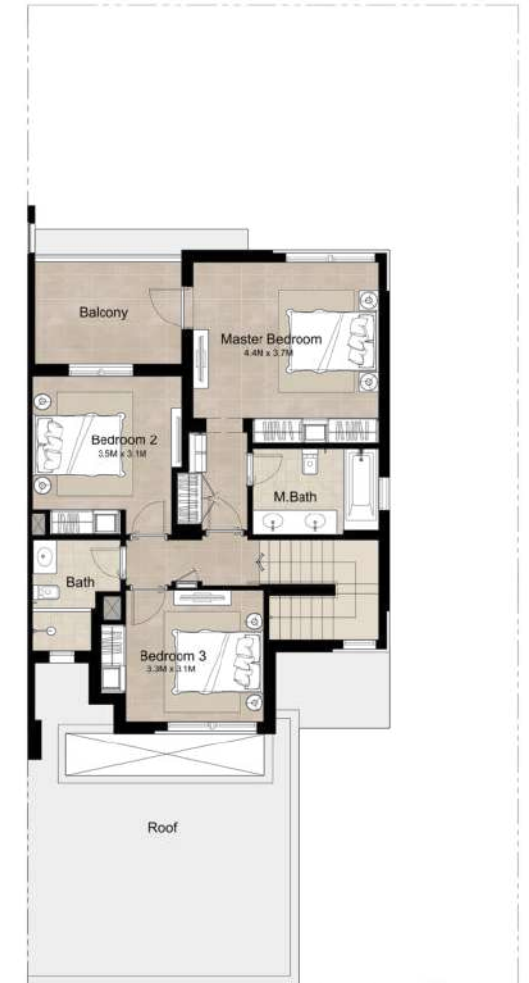 Balcony
Master Bedroom
4.4M x 3.7M
Bedroom 2
3.5M x 3.1M
M.Bath
Bath
Bedroom 3
3.3M x 3.1M
Roof